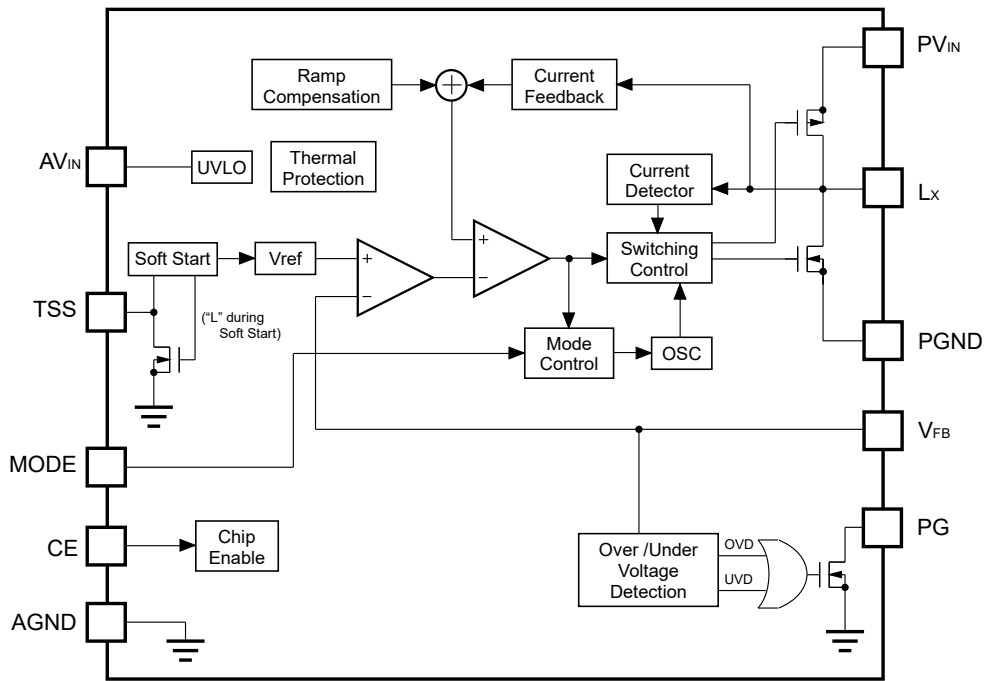 PVIN
Ramp
Compensation
+
Current
Feedback
AVIN
UVLO
Thermal
Protection
Current
Detector
LX
Soft Start
Vref
+
−
+
−
Switching
Control
TSS
("L" during
Soft Start)
Mode
Control
OSC
PGND
VFB
MODE
PG
CE
Chip
Enable
Over /Under
Voltage
Detection
OVD
UVD
AGND